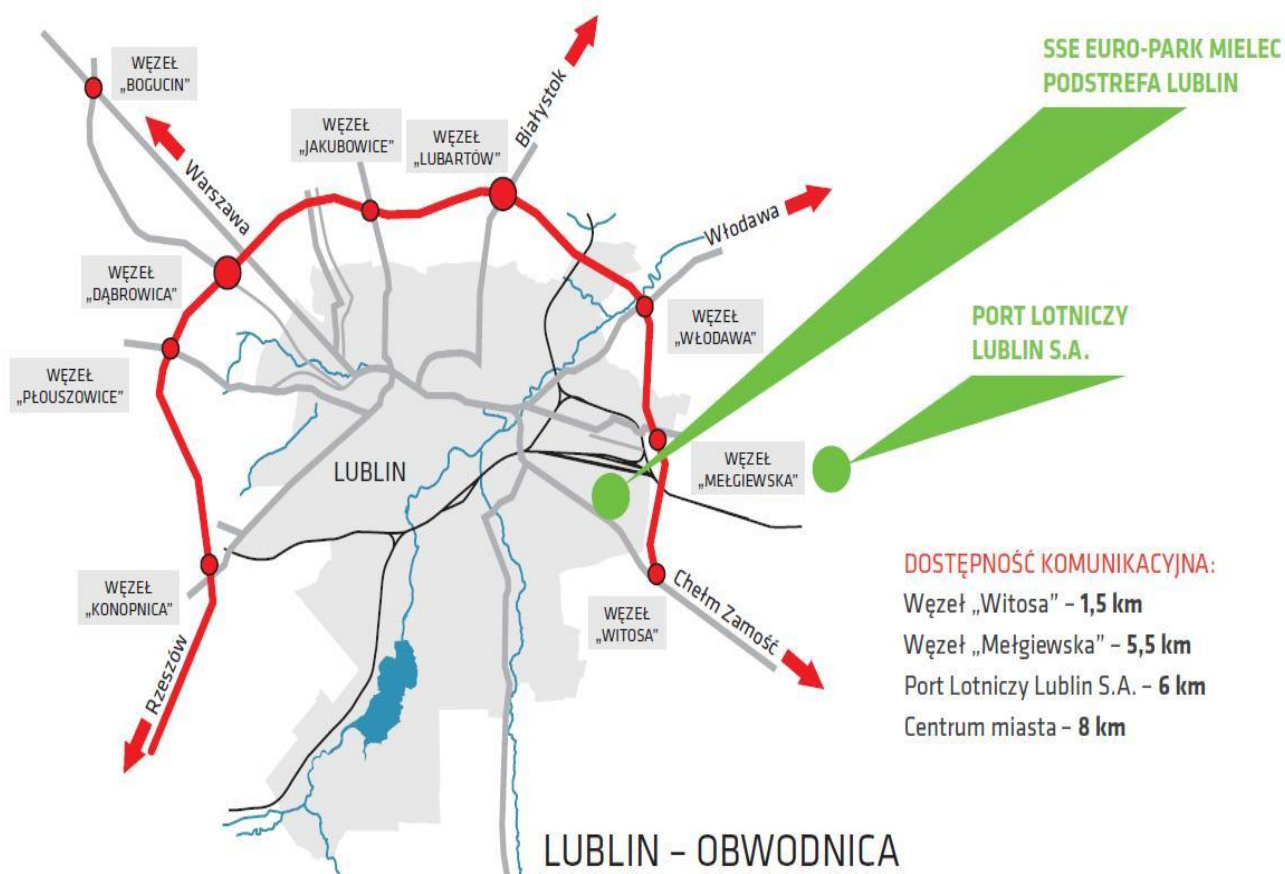 SSE EURO-PARK MIELEC
PODSTREFA LUBLIN
WĘZEŁ
„BOGUCIN”
WĘZEŁ
„JAKUBOWICE”
WĘZEŁ
„LUBARTÓW”
Białystok
Warszawa
Włodawa
WĘZEŁ
„DĄBROWICA”
WĘZEŁ
„WŁODAWA”
PORT LOTNICZY
LUBLIN S.A.
WĘZEŁ
„PŁOUSZOWICE”
LUBLIN
WĘZEŁ
„MEŁGIEWSKA”
WĘZEŁ
„KONOPNICA”
WĘZEŁ
„WITOSA”
Chełm Zamość
Rzeszów
DOSTĘPNOŚĆ KOMUNIKACYJNA:
Węzeł „Witosa” – 1,5 km
Węzeł „Mełgiewska” – 5,5 km
Port Lotniczy Lublin S.A. – 6 km
Centrum miasta – 8 km
LUBLIN – OBWODNICA